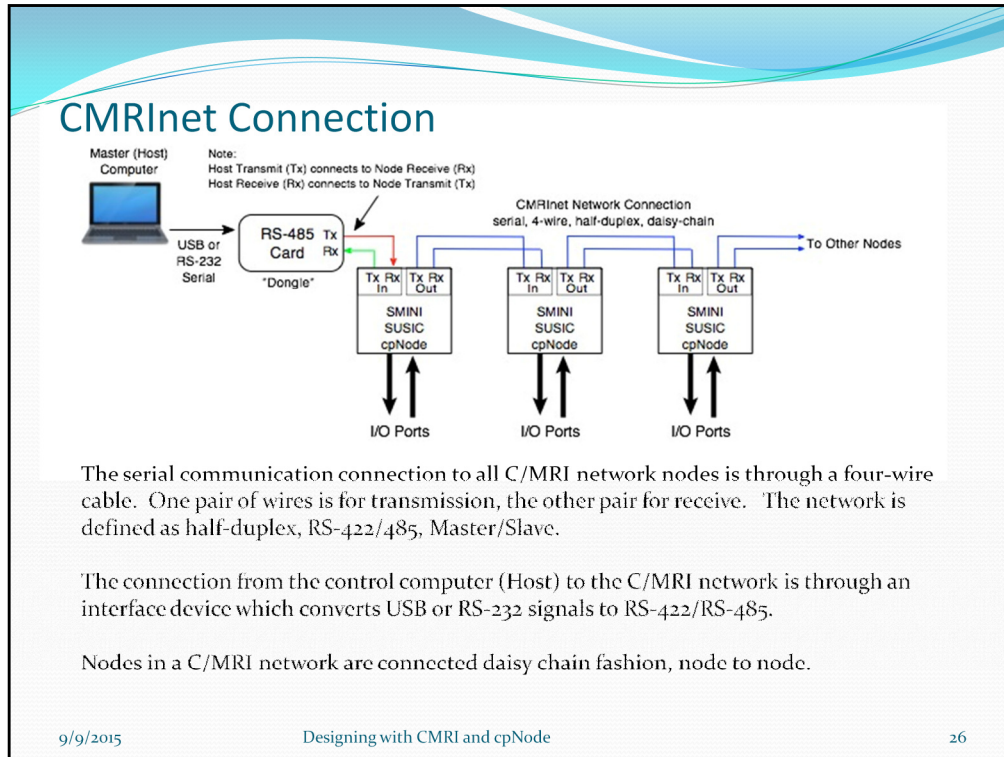 CMRInet Connection
Master (Host)
Computer
Note:
Host Transmit (Tx) connects to Node Receive (Rx)
Host Receive (Rx) connects to Node Transmit (Tx)
CMRInet Network Connection
serial, 4-wire, half-duplex, daisy-chain
USB or
RS-232
Serial
RS-485 Tx
Card Rx
"Dongle"
To Other Nodes
Tx Rx Tx Rx
In Out
SMINI
SUSIC
cpNode
I/O Ports
Tx Rx Tx Rx
In Out
SMINI
SUSIC
cpNode
I/O Ports
Tx Rx Tx Rx
In Out
SMINI
SUSIC
cpNode
I/O Ports
The serial communication connection to all C/MRI network nodes is through a four-wire
cable. One pair of wires is for transmission, the other pair for receive. The network is
defined as half-duplex, RS-422/485, Master/Slave.
The connection from the control computer (Host) to the C/MRI network is through an
interface device which converts USB or RS-232 signals to RS-422/RS-485.
Nodes in a C/MRI network are connected daisy chain fashion, node to node.
9/9/2015
Designing with CMRI and cpNode
26